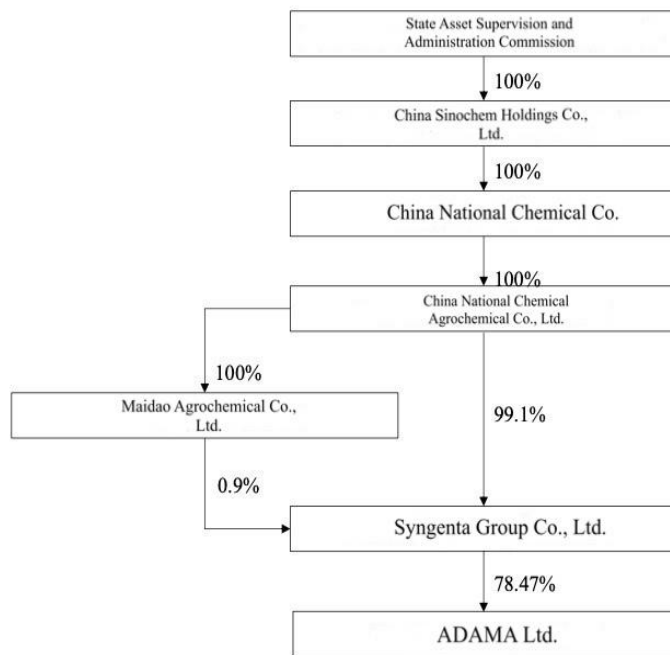 State Asset Supervision and
Administration Commission
100%
China Sinochem Holdings Co.,
Ltd.
100%
China National Chemical Co.
100%
China National Chemical
Agrochemical Co., Ltd.
100%
Maidao Agrochemical Co.,
Ltd.
99.1%
0.9%
Syngenta Group Co., Ltd.
78.47%
ADAMA Ltd.